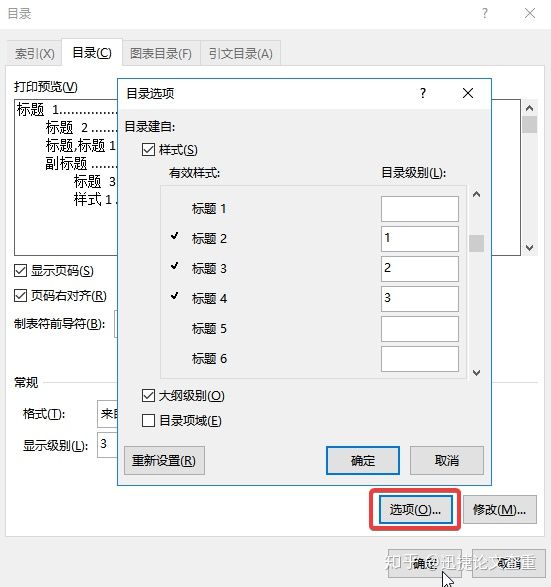 目录
索引(X) 目录(C) 图表目录(F) 引文目录(A)
打印预览(V)
标题 1
标题 2
标题,标题 1
副标题
标题 3
样式 1
显示页码(S)
页码右对齐(R)
制表符前导符(B):
常规
格式(T):
显示级别(L): 3
目录选项
目录建自:
样式(S)
有效样式: 目录级别(L):
标题 1
标题 2 1
标题 3 2
标题 4 3
标题 5
标题 6
大纲级别(O)
目录项域(E)
重新设置(R) 确定 取消
选项(O)... 修改(M)...
确定 取消
知乎 @迅捷论文查重